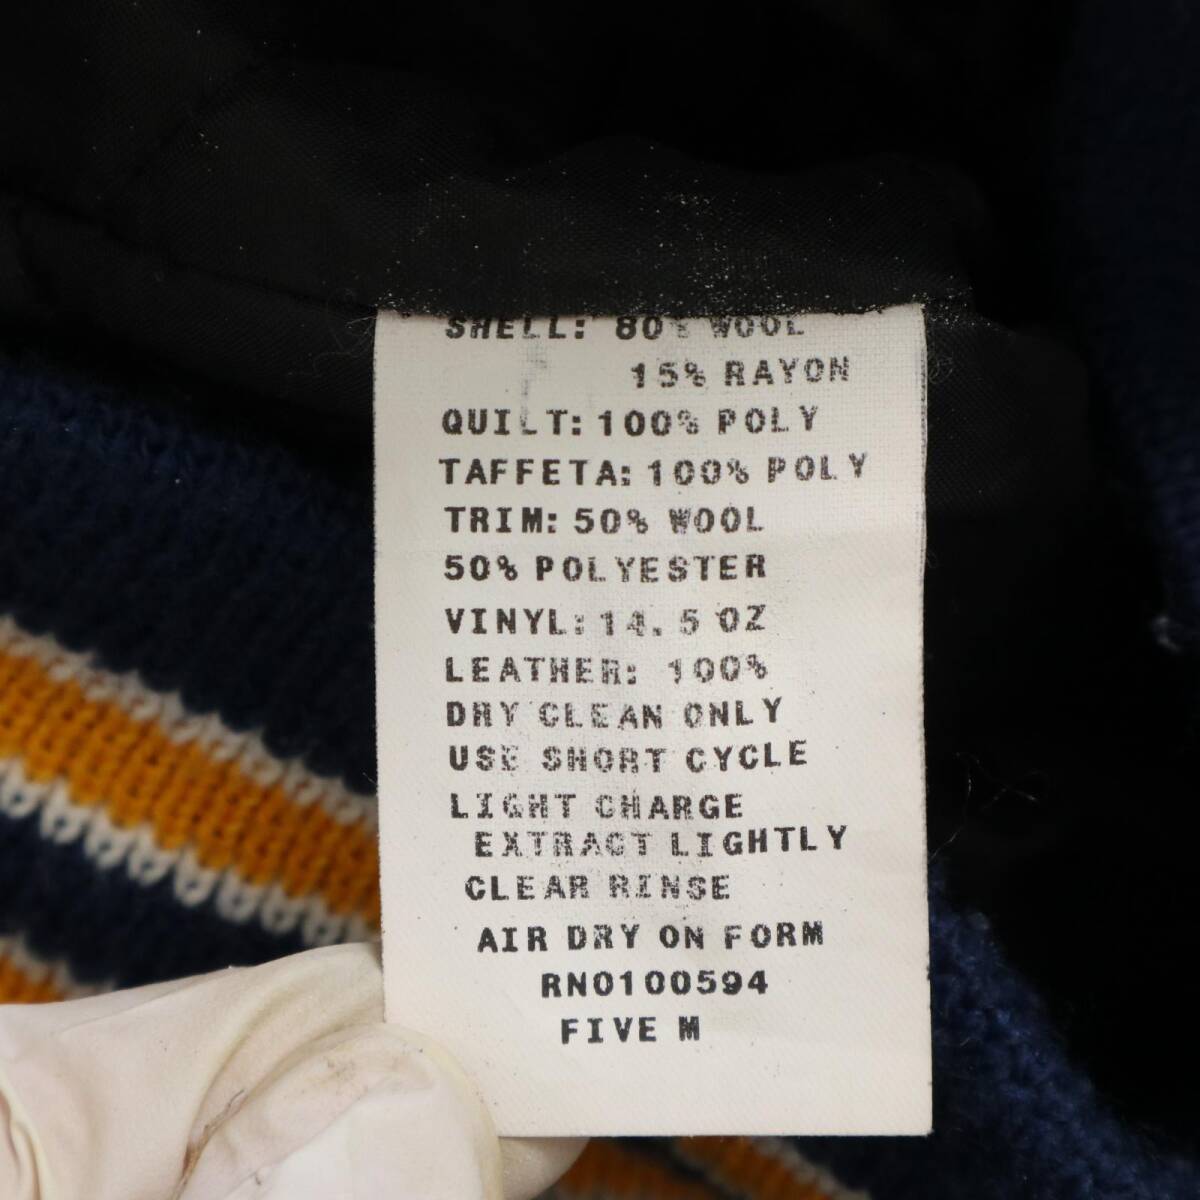 SHELL: 80% WOOL
15% RAYON
QUILT: 100% POLY
TAFFETA: 100% POLY
TRIM: 50% WOOL
50% POLYESTER
VINYL: 14.5 OZ
LEATHER: 100%
DRY CLEAN ONLY
USE SHORT CYCLE
LIGHT CHARGE
EXTRACT LIGHTLY
CLEAR RINSE
AIR DRY ON FORM
RN0100594
FIVE M